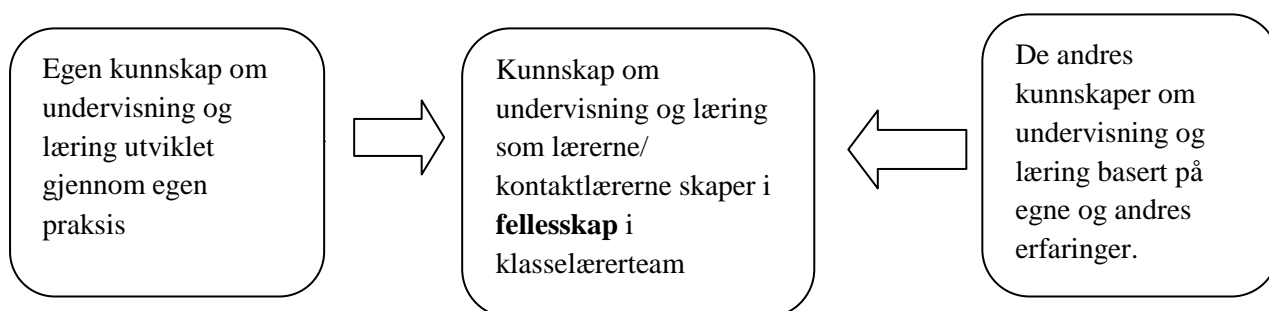 Egen kunnskap om
undervisning og
læring utviklet
gjennom egen
praksis
Kunnskap om
undervisning og læring
som lærerne/
kontaktlærerne skaper i
fellesskap i
klasselærerteam
De andres
kunnskaper om
undervisning og
læring basert på
egne og andres
erfaringer.